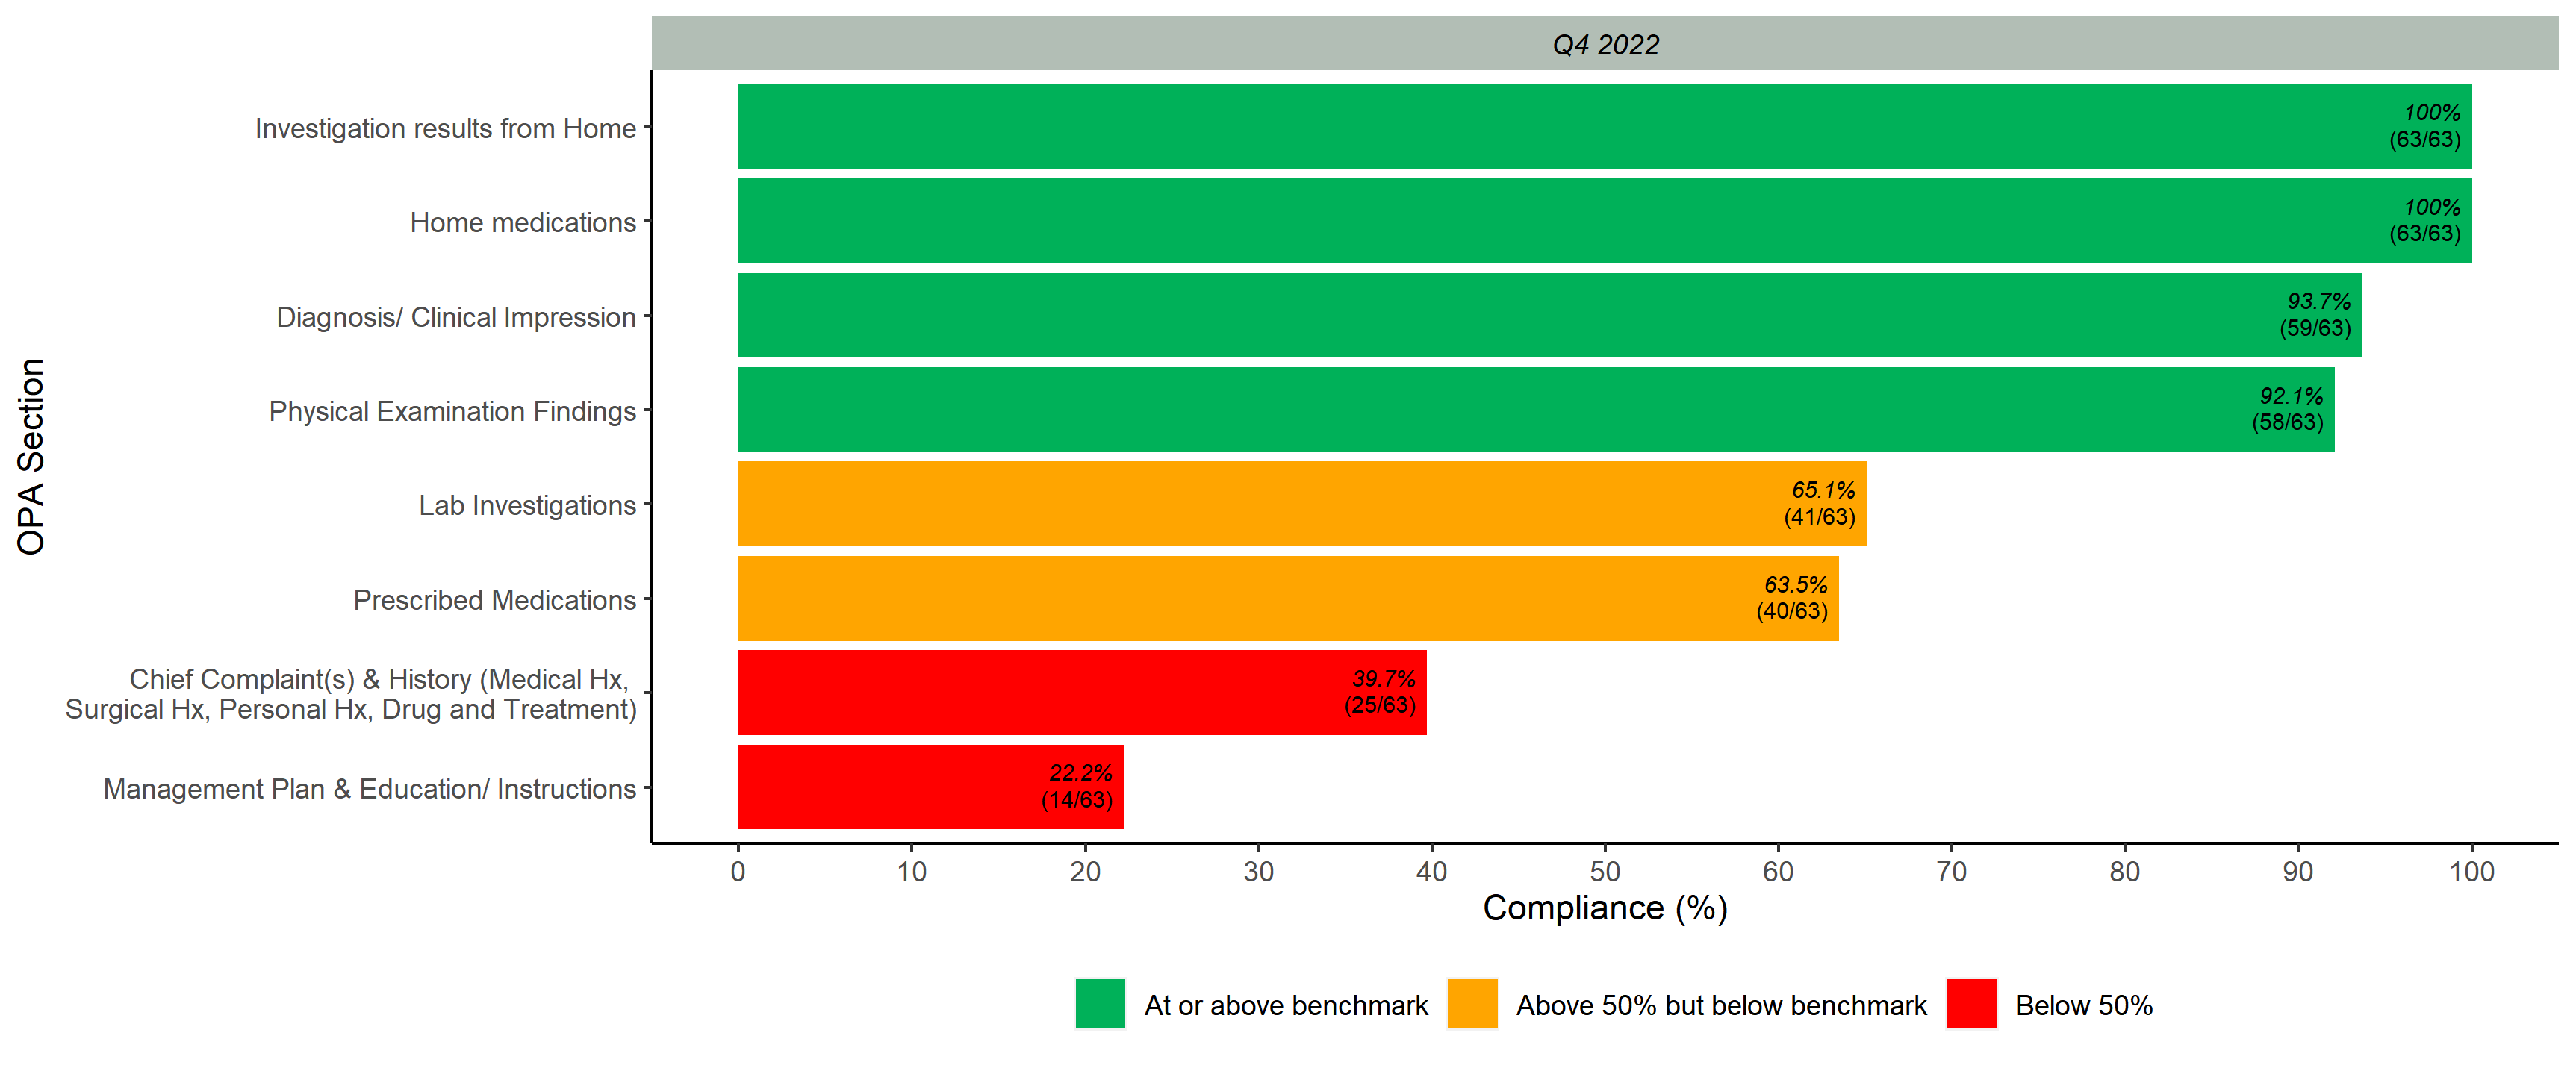 Q4 2022
OPA Section
Investigation results from Home
100%
(63/63)
Home medications
100%
(63/63)
Diagnosis/ Clinical Impression
93.7%
(59/63)
Physical Examination Findings
92.1%
(58/63)
Lab Investigations
65.1%
(41/63)
Prescribed Medications
63.5%
(40/63)
Chief Complaint(s) & History (Medical Hx,
Surgical Hx, Personal Hx, Drug and Treatment)
39.7%
(25/63)
Management Plan & Education/ Instructions
22.2%
(14/63)
0 10 20 30 40 50 60 70 80 90 100
Compliance (%)
At or above benchmark Above 50% but below benchmark Below 50%